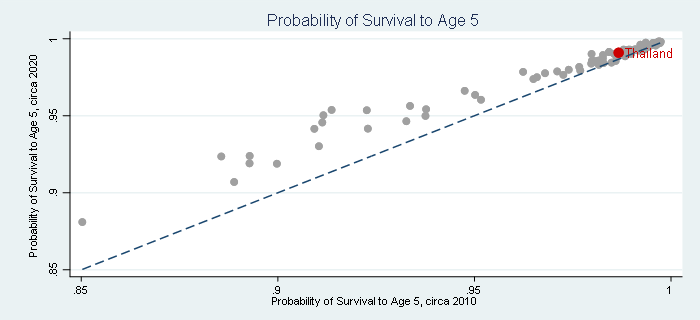 Probability of Survival to Age 5
Probability of Survival to Age 5, circa 2020
1
.95
.9
.85
Thailand
.85
.9
.95
1
Probability of Survival to Age 5, circa 2010